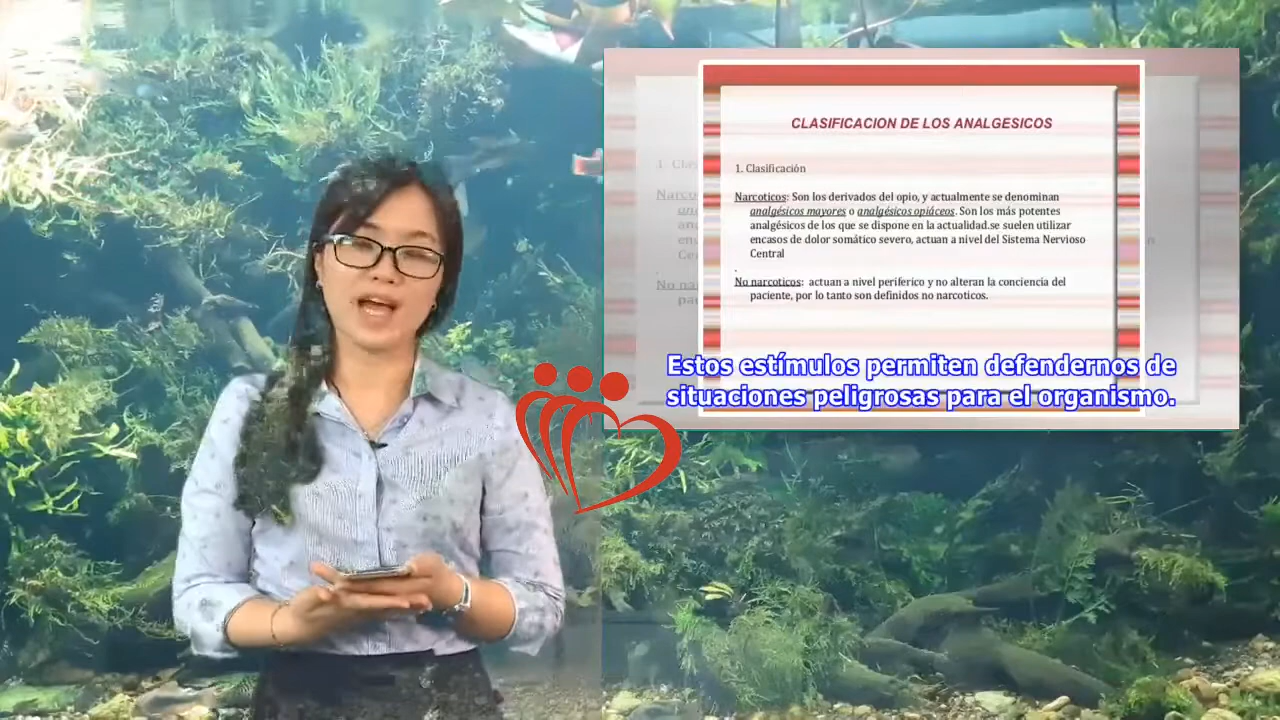 CLASIFICACION DE LOS ANALGESICOS
1. Clasificación
Narcoticos: Son los derivados del opio, y actualmente se denominan
analgésicos mayores o analgésicos opiáceos. Son los más potentes
analgésicos de los que se dispone en la actualidad.se suelen utilizar
encasos de dolor somático severo, actuan a nivel del Sistema Nervioso
Central
.
No narcoticos: actuan a nivel periferico y no alteran la conciencia del
paciente, por lo tanto son definidos no narcoticos.
Estos estímulos permiten defendernos de
situaciones peligrosas para el organismo.